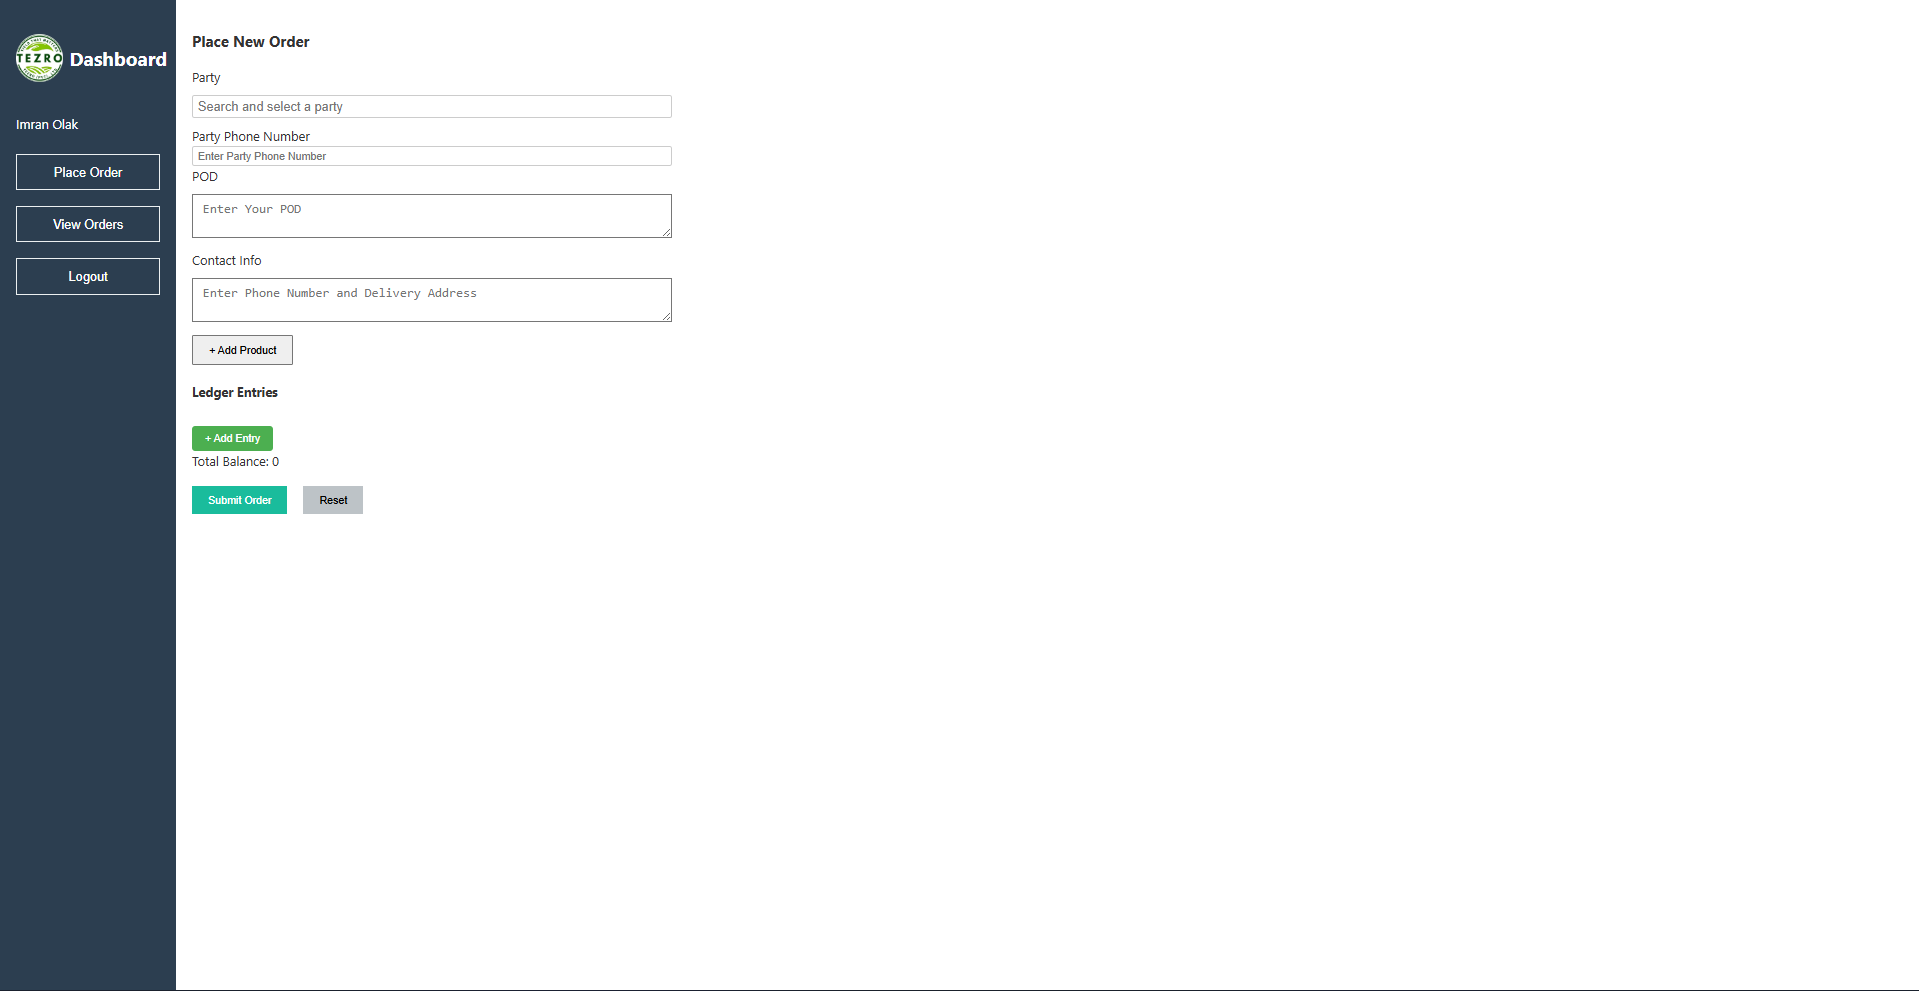 TEZRO
Dashboard
Imran Olak
Place Order
View Orders
Logout
Place New Order
Party
Search and select a party
Party Phone Number
Enter Party Phone Number
POD
Enter Your POD
Contact Info
Enter Phone Number and Delivery Address
+ Add Product
Ledger Entries
+ Add Entry
Total Balance: 0
Submit Order
Reset